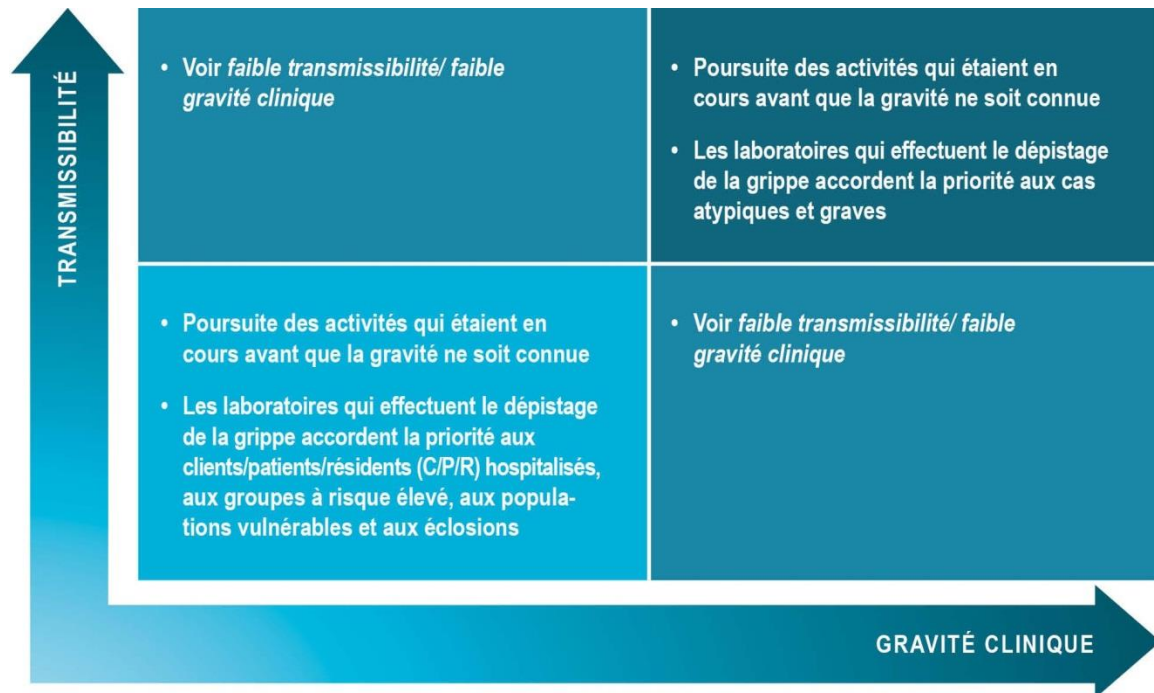 TRANSMISSIBILITÉ
• Voir faible transmissibilité/ faible
gravité clinique
• Poursuite des activités qui étaient en
cours avant que la gravité ne soit connue
• Les laboratoires qui effectuent le dépistage
de la grippe accordent la priorité aux cas
atypiques et graves
• Poursuite des activités qui étaient en
cours avant que la gravité ne soit connue
• Les laboratoires qui effectuent le dépistage
de la grippe accordent la priorité aux
clients/patients/résidents (C/P/R) hospitalisés,
aux groupes à risque élevé, aux popula-
tions vulnérables et aux éclosions
• Voir faible transmissibilité/ faible
gravité clinique
GRAVITÉ CLINIQUE